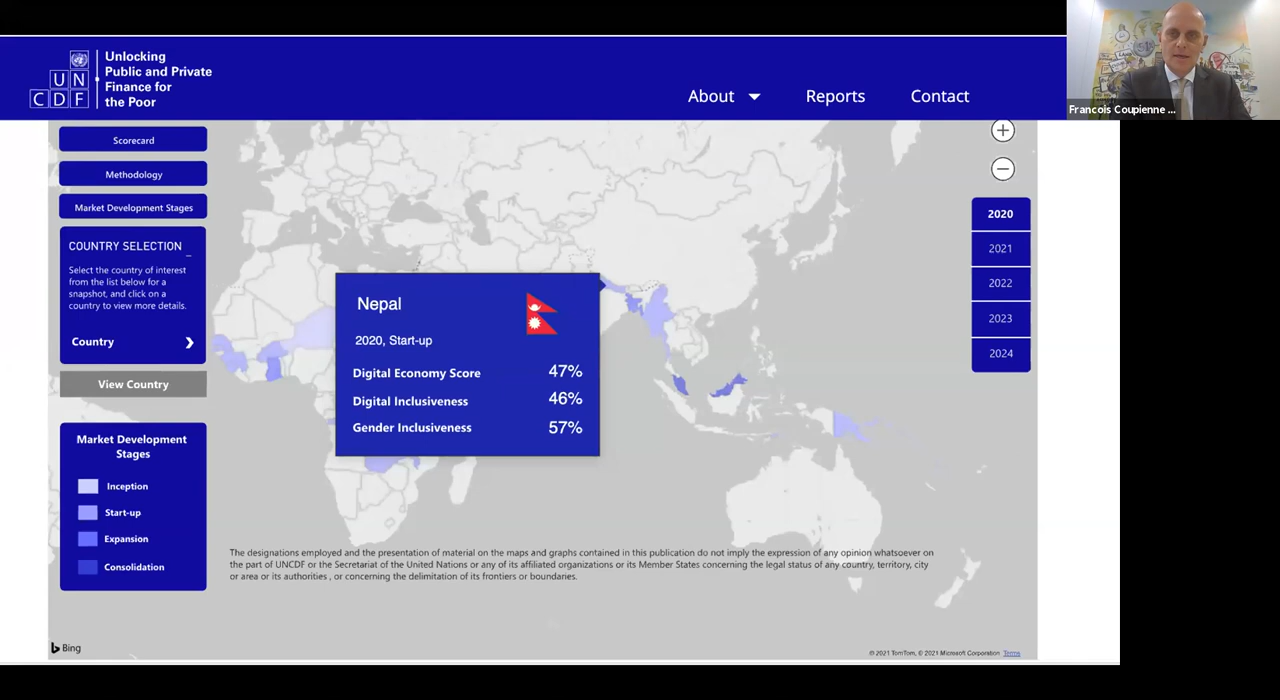 UN
CDF
Unlocking
Public and Private
Finance for
the Poor
About
Reports
Contact
Francois Coupienne ...
Scorecard
Methodology
Market Development Stages
COUNTRY SELECTION
Select the country of interest
from the list below for a
snapshot, and click on a
country to view more details.
Country
View Country
Market Development
Stages
Inception
Start-up
Expansion
Consolidation
Nepal
2020, Start-up
Digital Economy Score 47%
Digital Inclusiveness 46%
Gender Inclusiveness 57%
2020
2021
2022
2023
2024
The designations employed and the presentation of material on the maps and graphs contained in this publication do not imply the expression of any opinion whatsoever on
the part of UNCDF or the Secretariat of the United Nations or any of its affiliated organizations or its Member States concerning the legal status of any country, territory, city
or area or its authorities , or concerning the delimitation of its frontiers or boundaries.
Bing
© 2021 TomTom, © 2021 Microsoft Corporation Terms